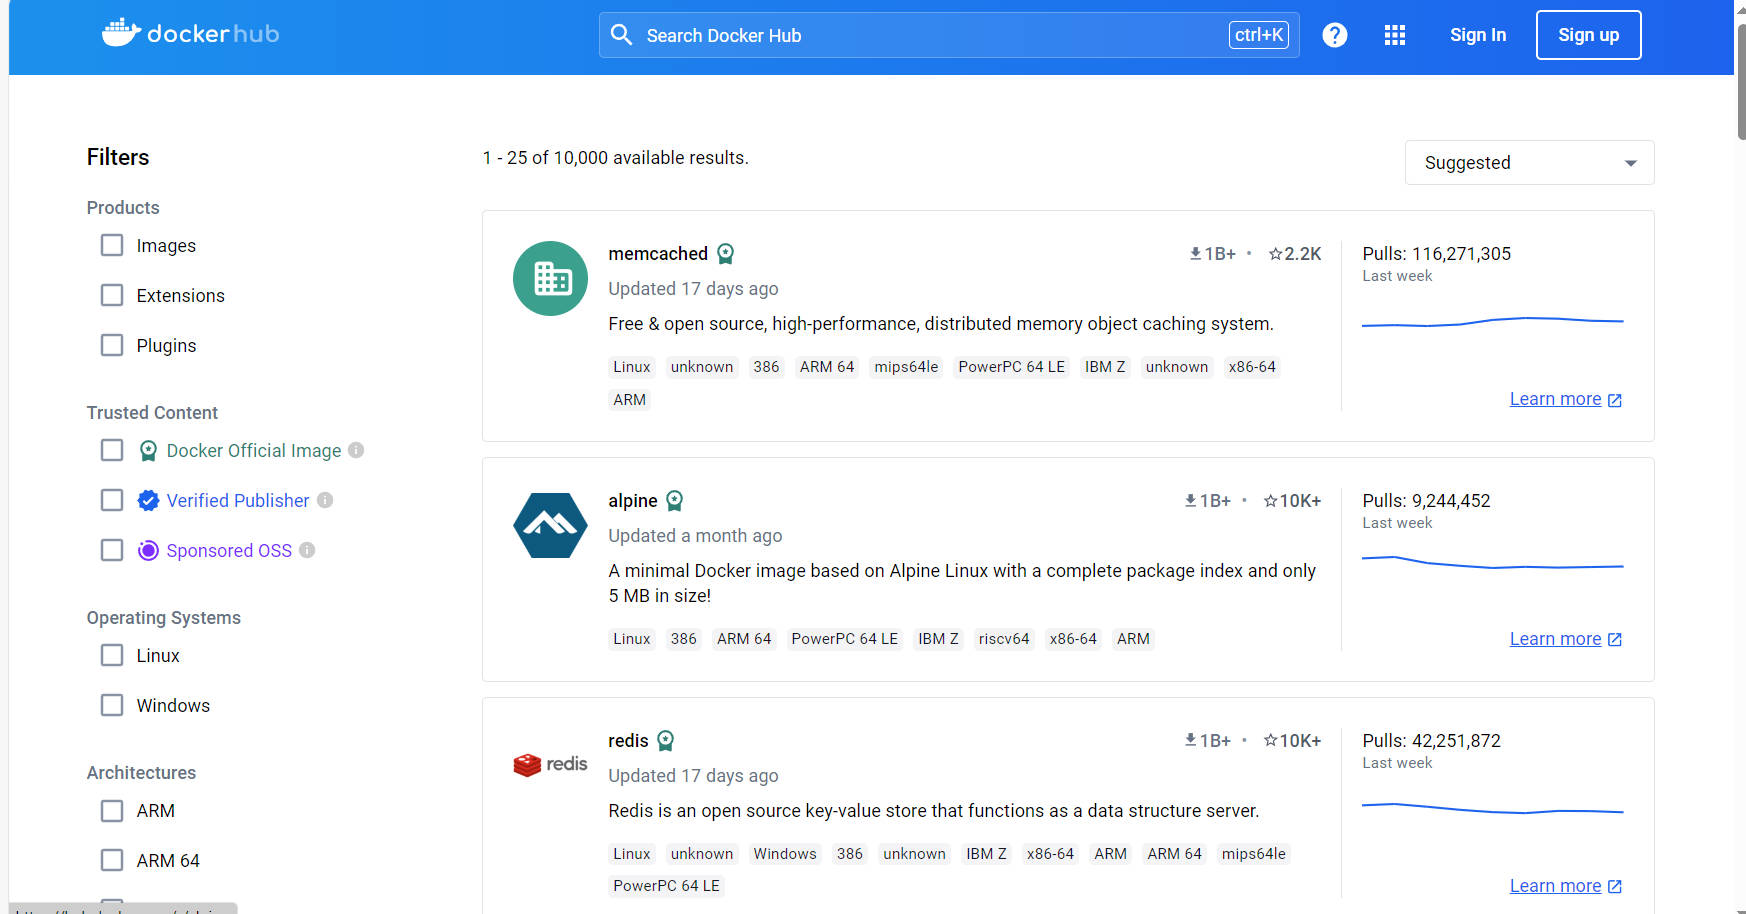 dockerhub
Search Docker Hub
ctrl+K
?
Sign In
Sign up
Filters
Products
Images
Extensions
Plugins
Trusted Content
Docker Official Image
Verified Publisher
Sponsored OSS
Operating Systems
Linux
Windows
Architectures
ARM
ARM 64
1 - 25 of 10,000 available results.
Suggested
memcached
1B+ • 2.2K
Updated 17 days ago
Free & open source, high-performance, distributed memory object caching system.
Linux unknown 386 ARM 64 mips64le PowerPC 64 LE IBM Z unknown x86-64
ARM
Pulls: 116,271,305
Last week
Learn more
alpine
1B+ • 10K+
Updated a month ago
A minimal Docker image based on Alpine Linux with a complete package index and only
5 MB in size!
Linux 386 ARM 64 PowerPC 64 LE IBM Z riscv64 x86-64 ARM
Pulls: 9,244,452
Last week
Learn more
redis
redis
1B+ • 10K+
Updated 17 days ago
Redis is an open source key-value store that functions as a data structure server.
Linux unknown Windows 386 unknown IBM Z x86-64 ARM ARM 64 mips64le
PowerPC 64 LE
Pulls: 42,251,872
Last week
Learn more